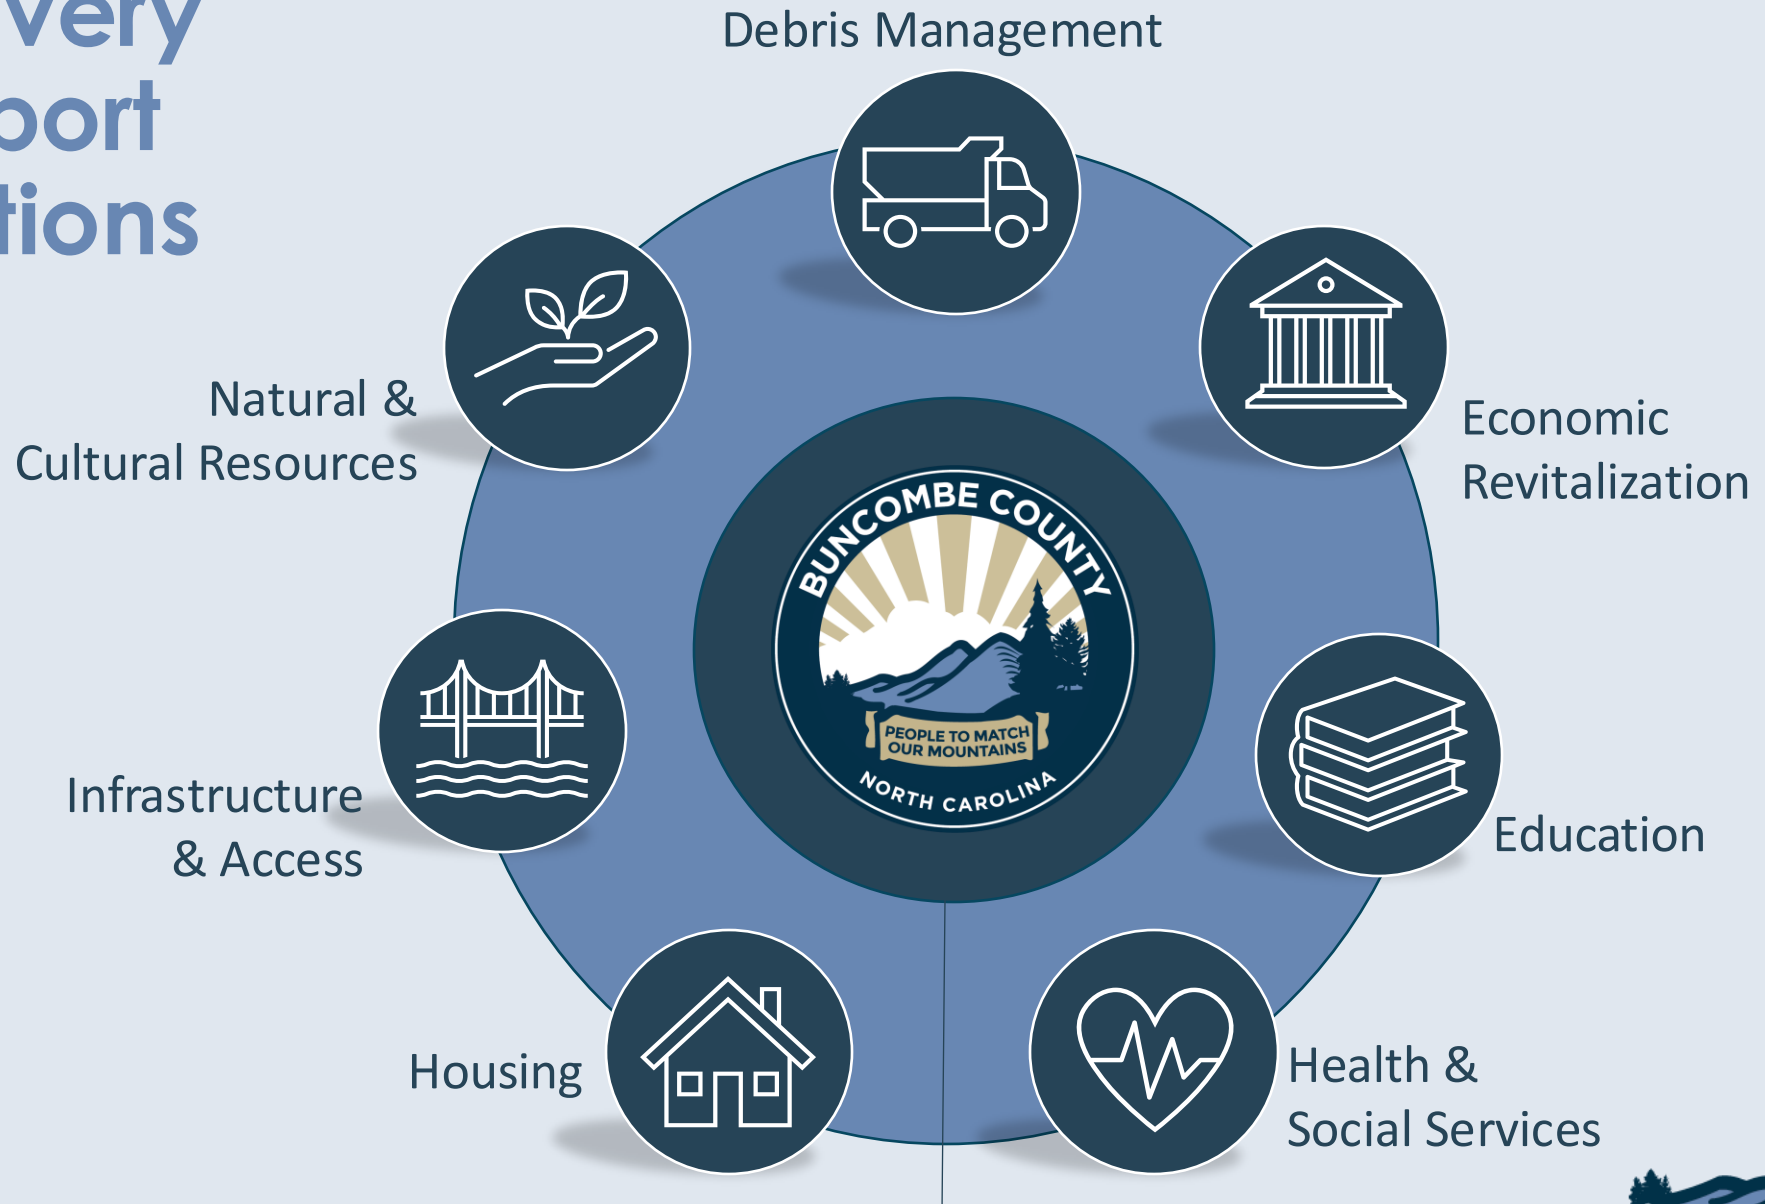 very
port
tions
Debris Management
Natural &
Cultural Resources
Economic
Revitalization
BUNCOMBE COUNTY
PEOPLE TO MATCH
OUR MOUNTAINS
NORTH CAROLINA
Infrastructure
& Access
Education
Housing
Health &
Social Services